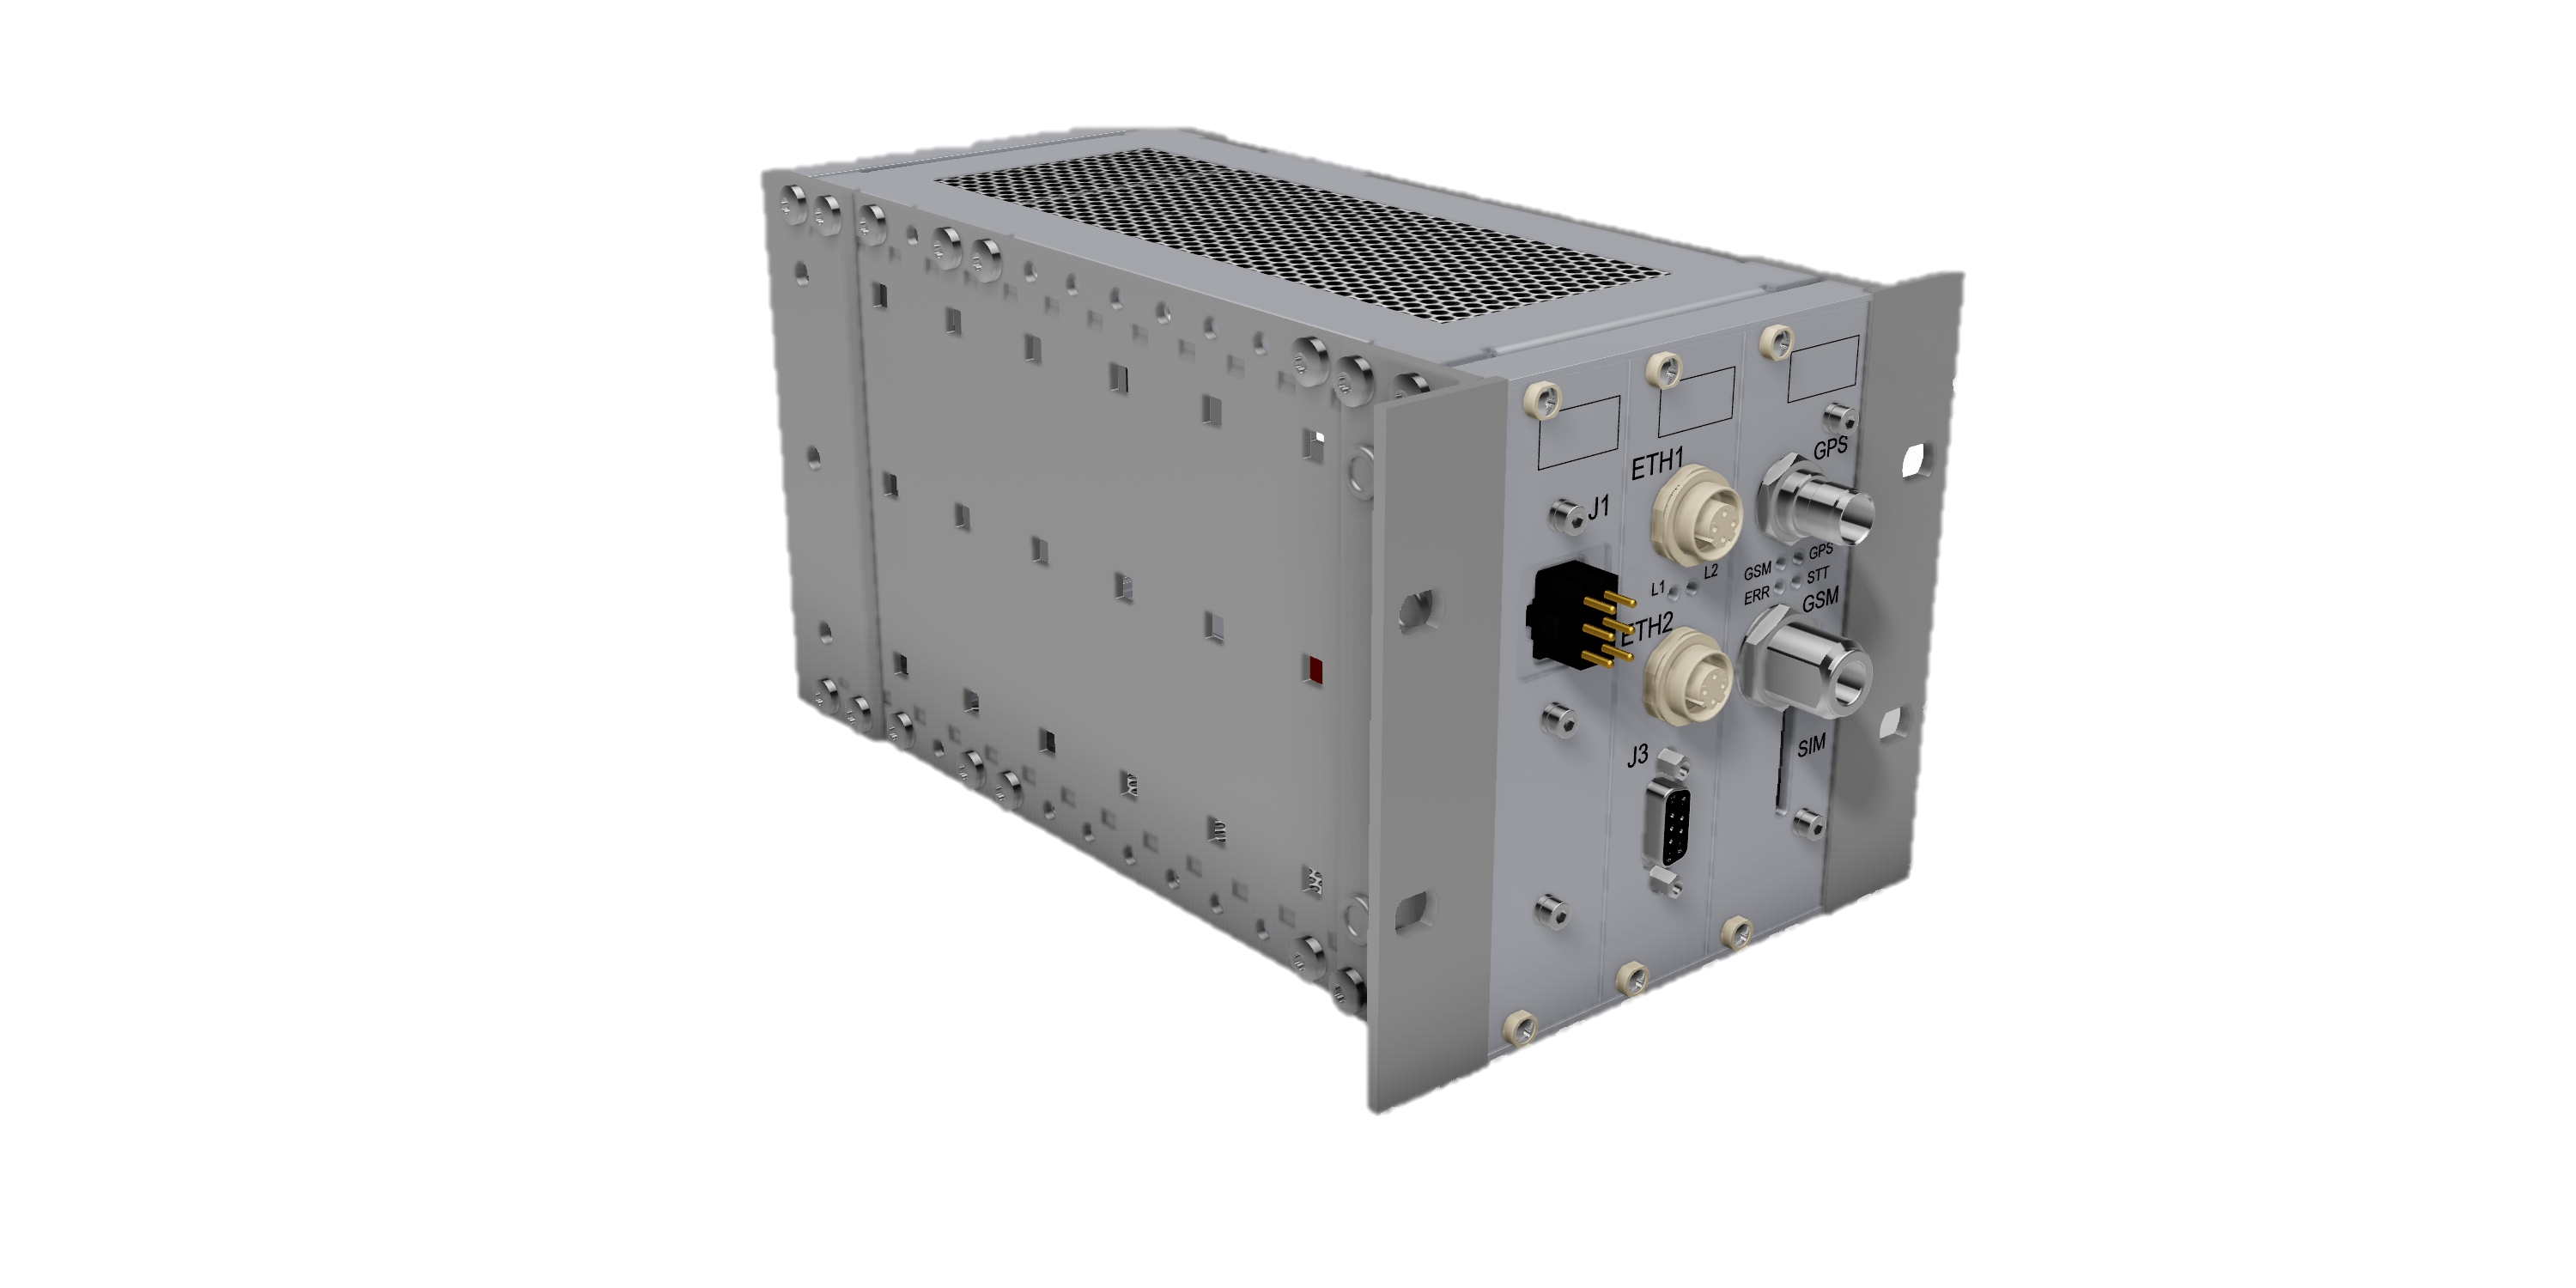 J1
ETH1
L1
L2
ETH2
J3
GPS
GPS
GSM
STT
ERR
GSM
SIM